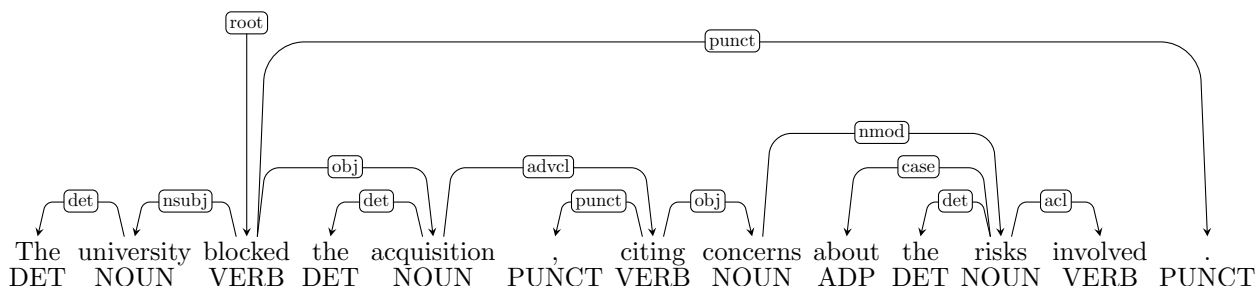 root
punct
nmod
obj advcl case
det nsubj det punct obj det acl
The university blocked the acquisition , citing concerns about the risks involved .
DET NOUN VERB DET NOUN PUNCT VERB NOUN ADP DET NOUN VERB PUNCT